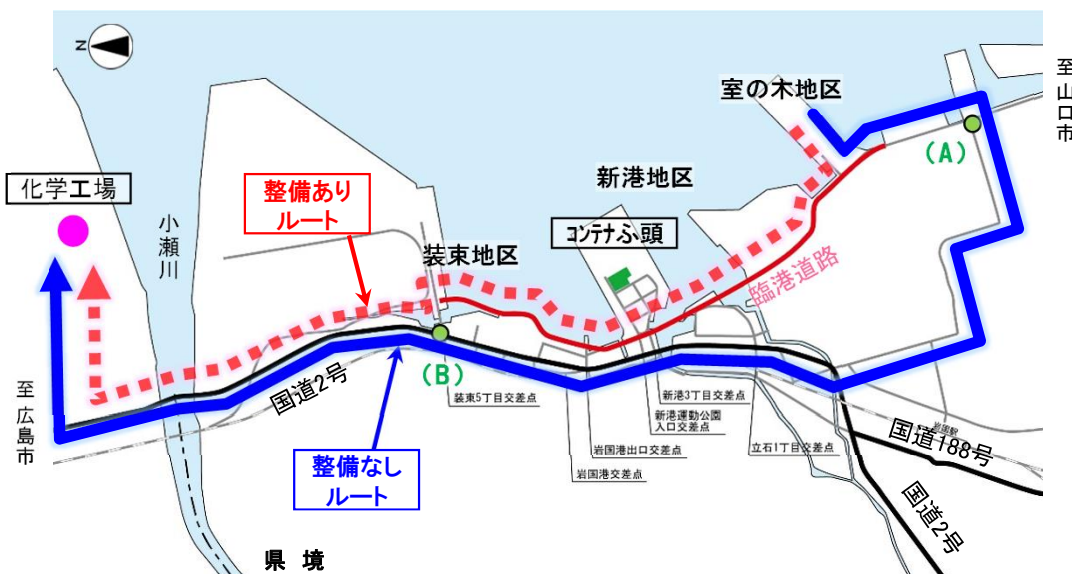 N
室の木地区
至山口市
(A)
新港地区
化学工場
整備あり
ルート
小瀬川
コンテナふ頭
装束地区
臨港道路
(B)
国道2号
至広島市
装束5丁目交差点
新港3丁目交差点
新港運動公園
入口交差点
岩国駅
国道188号
岩国港出口交差点
立石1丁目交差点
整備なし
ルート
岩国港交差点
国道2号
県境